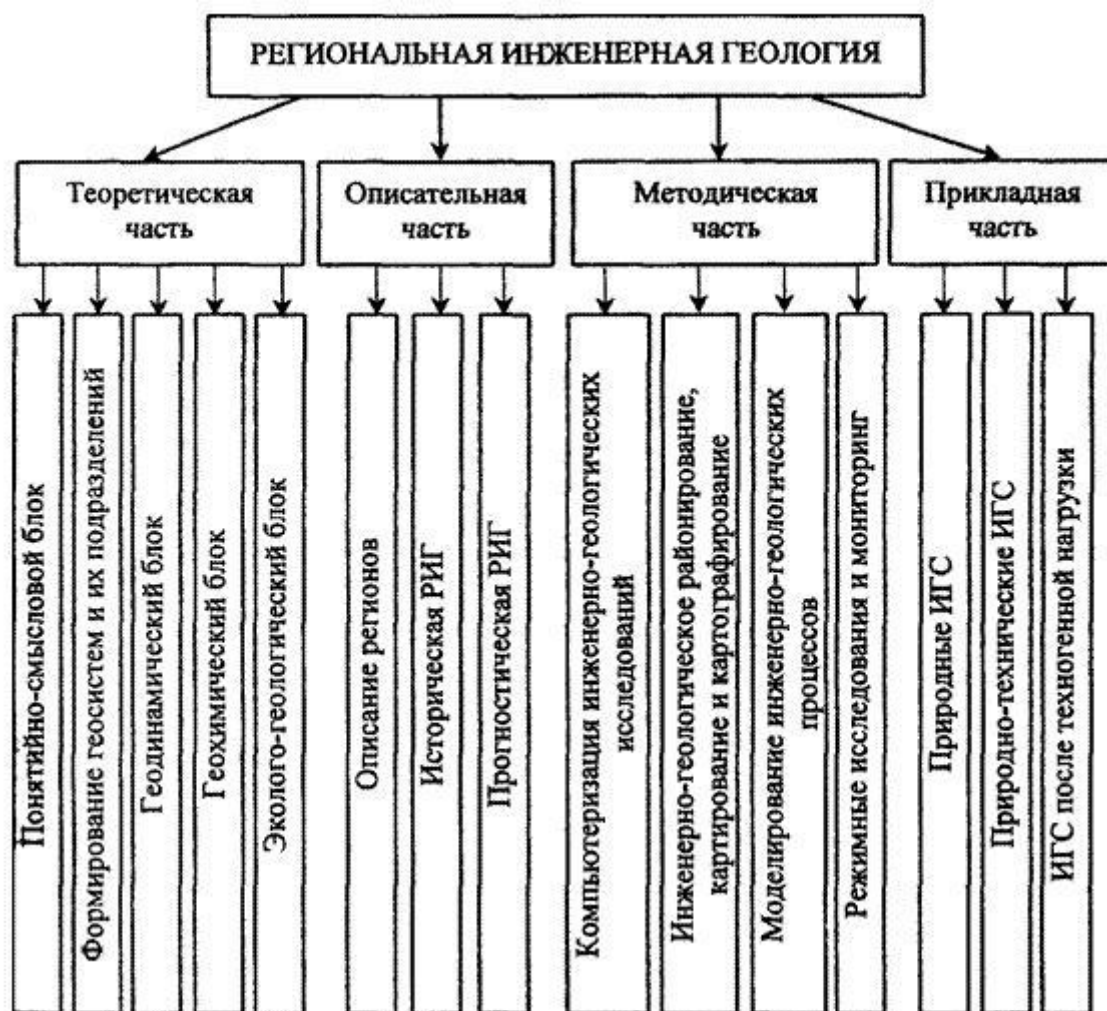 РЕГИОНАЛЬНАЯ ИНЖЕНЕРНАЯ ГЕОЛОГИЯ
Теоретическая
часть
Описательная
часть
Методическая
часть
Прикладная
часть
Понятийно-смысловой блок
Формирование геосистем и их подразделений
Геодинамический блок
Геохимический блок
Эколого-геологический блок
Описание регионов
Историческая РИГ
Прогностическая РИГ
Компьютеризация инженерно-геологических
исследований
Инженерно-геологическое районирование,
картирование и картографирование
Моделирование инженерно-геологических
процессов
Режимные исследования и мониторинг
Природные ИГС
Природно-технические ИГС
ИГС после техногенной нагрузки